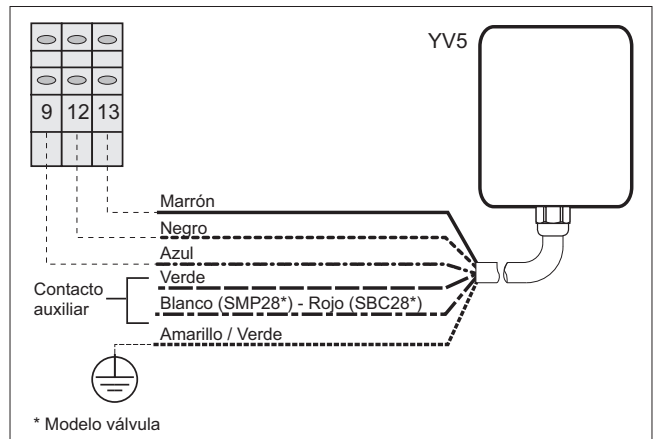 YV5
9 12 13
Marrón
Negro
Azul
Verde
Contacto
auxiliar
Blanco (SMP28*) - Rojo (SBC28*)
Amarillo / Verde
* Modelo válvula